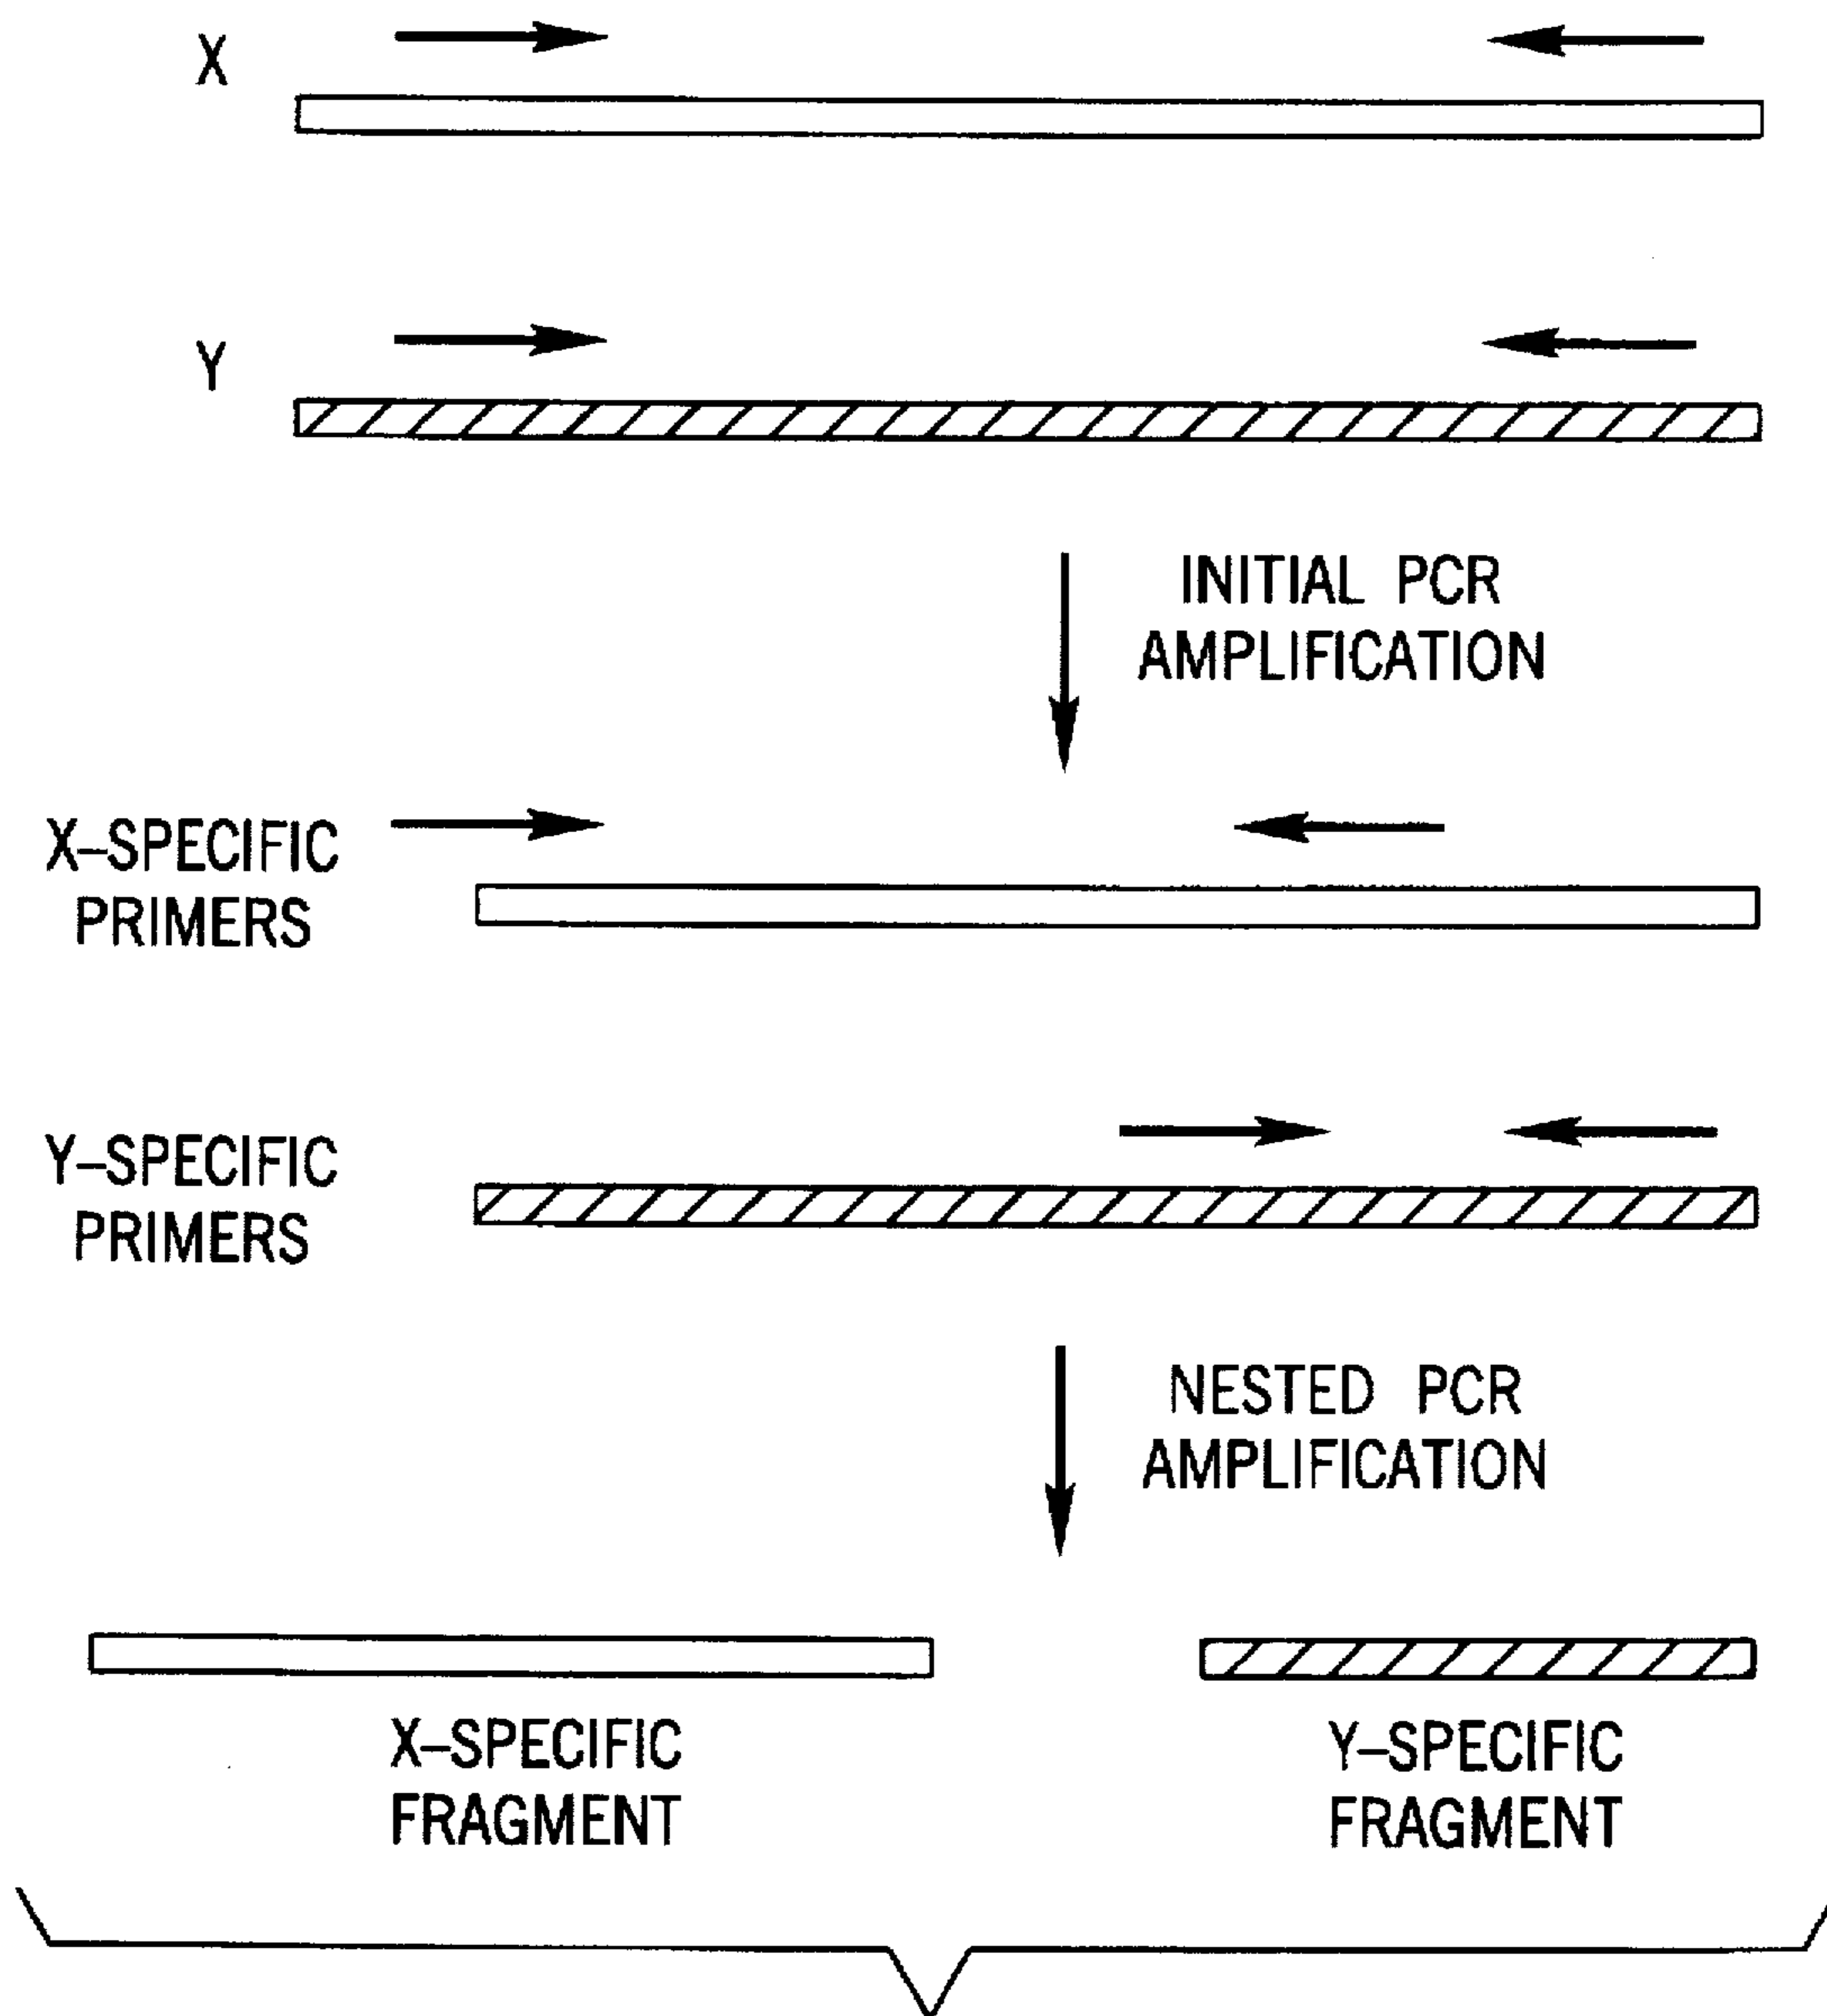 X
Y
INITIAL PCR
AMPLIFICATION
X–SPECIFIC
PRIMERS
Y–SPECIFIC
PRIMERS
NESTED PCR
AMPLIFICATION
X–SPECIFIC
FRAGMENT
Y–SPECIFIC
FRAGMENT